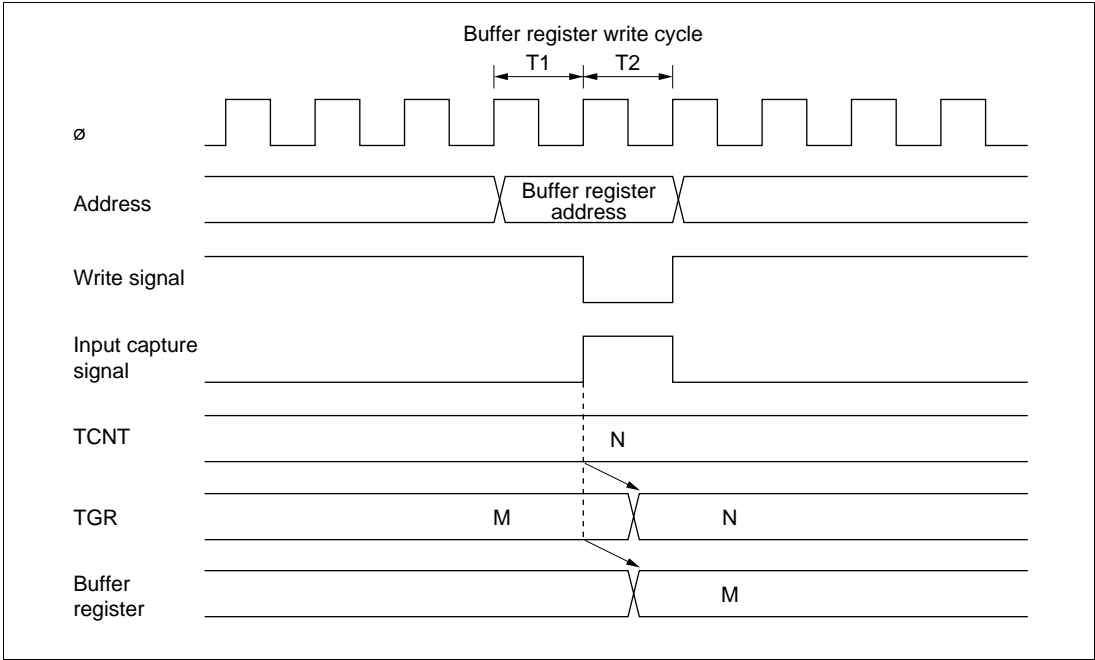 Buffer register write cycle
T1 T2
ø
Address
Buffer register
address
Write signal
Input capture
signal
TCNT
N
TGR
M N
Buffer
register
M